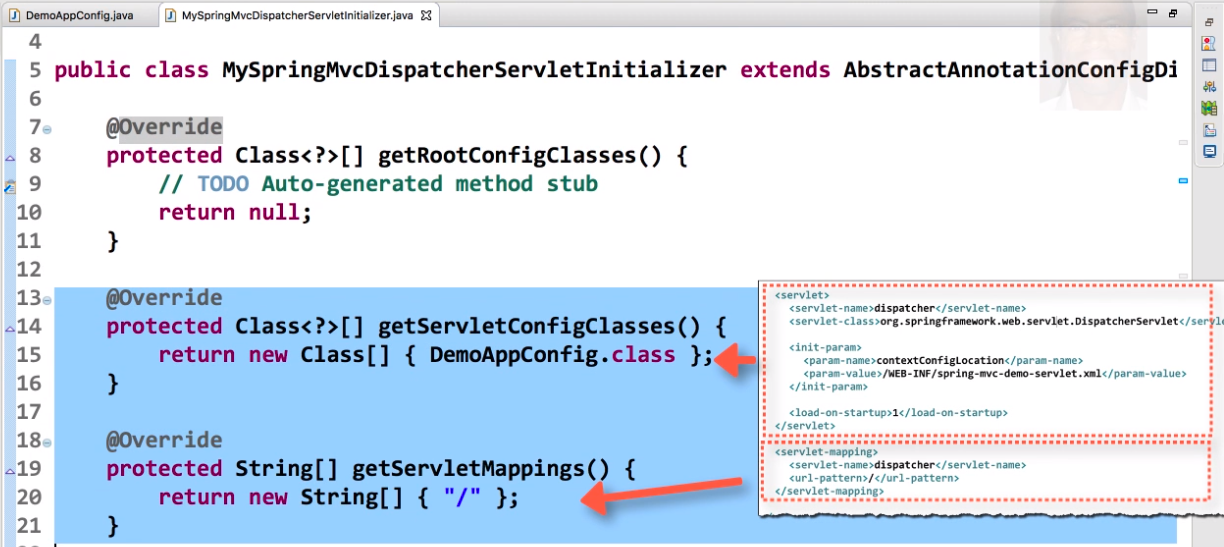 DemoAppConfig.java
MySpringMvcDispatcherServletInitializer.java
4
5 public class MySpringMvcDispatcherServletInitializer extends AbstractAnnotationConfigDi
6
7 @Override
8 protected Class<?>[] getRootConfigClasses() {
9 // TODO Auto-generated method stub
10 return null;
11 }
12
13 @Override
14 protected Class<?>[] getServletConfigClasses() {
15 return new Class[] { DemoAppConfig.class };
16 }
17
18 @Override
19 protected String[] getServletMappings() {
20 return new String[] { "/" };
21 }
<servlet>
<servlet-name>dispatcher</servlet-name>
<servlet-class>org.springframework.web.servlet.DispatcherServlet</servle
<init-param>
<param-name>contextConfigLocation</param-name>
<param-value>/WEB-INF/spring-mvc-demo-servlet.xml</param-value>
</init-param>
<load-on-startup>1</load-on-startup>
</servlet>
<servlet-mapping>
<servlet-name>dispatcher</servlet-name>
<url-pattern>/</url-pattern>
</servlet-mapping>